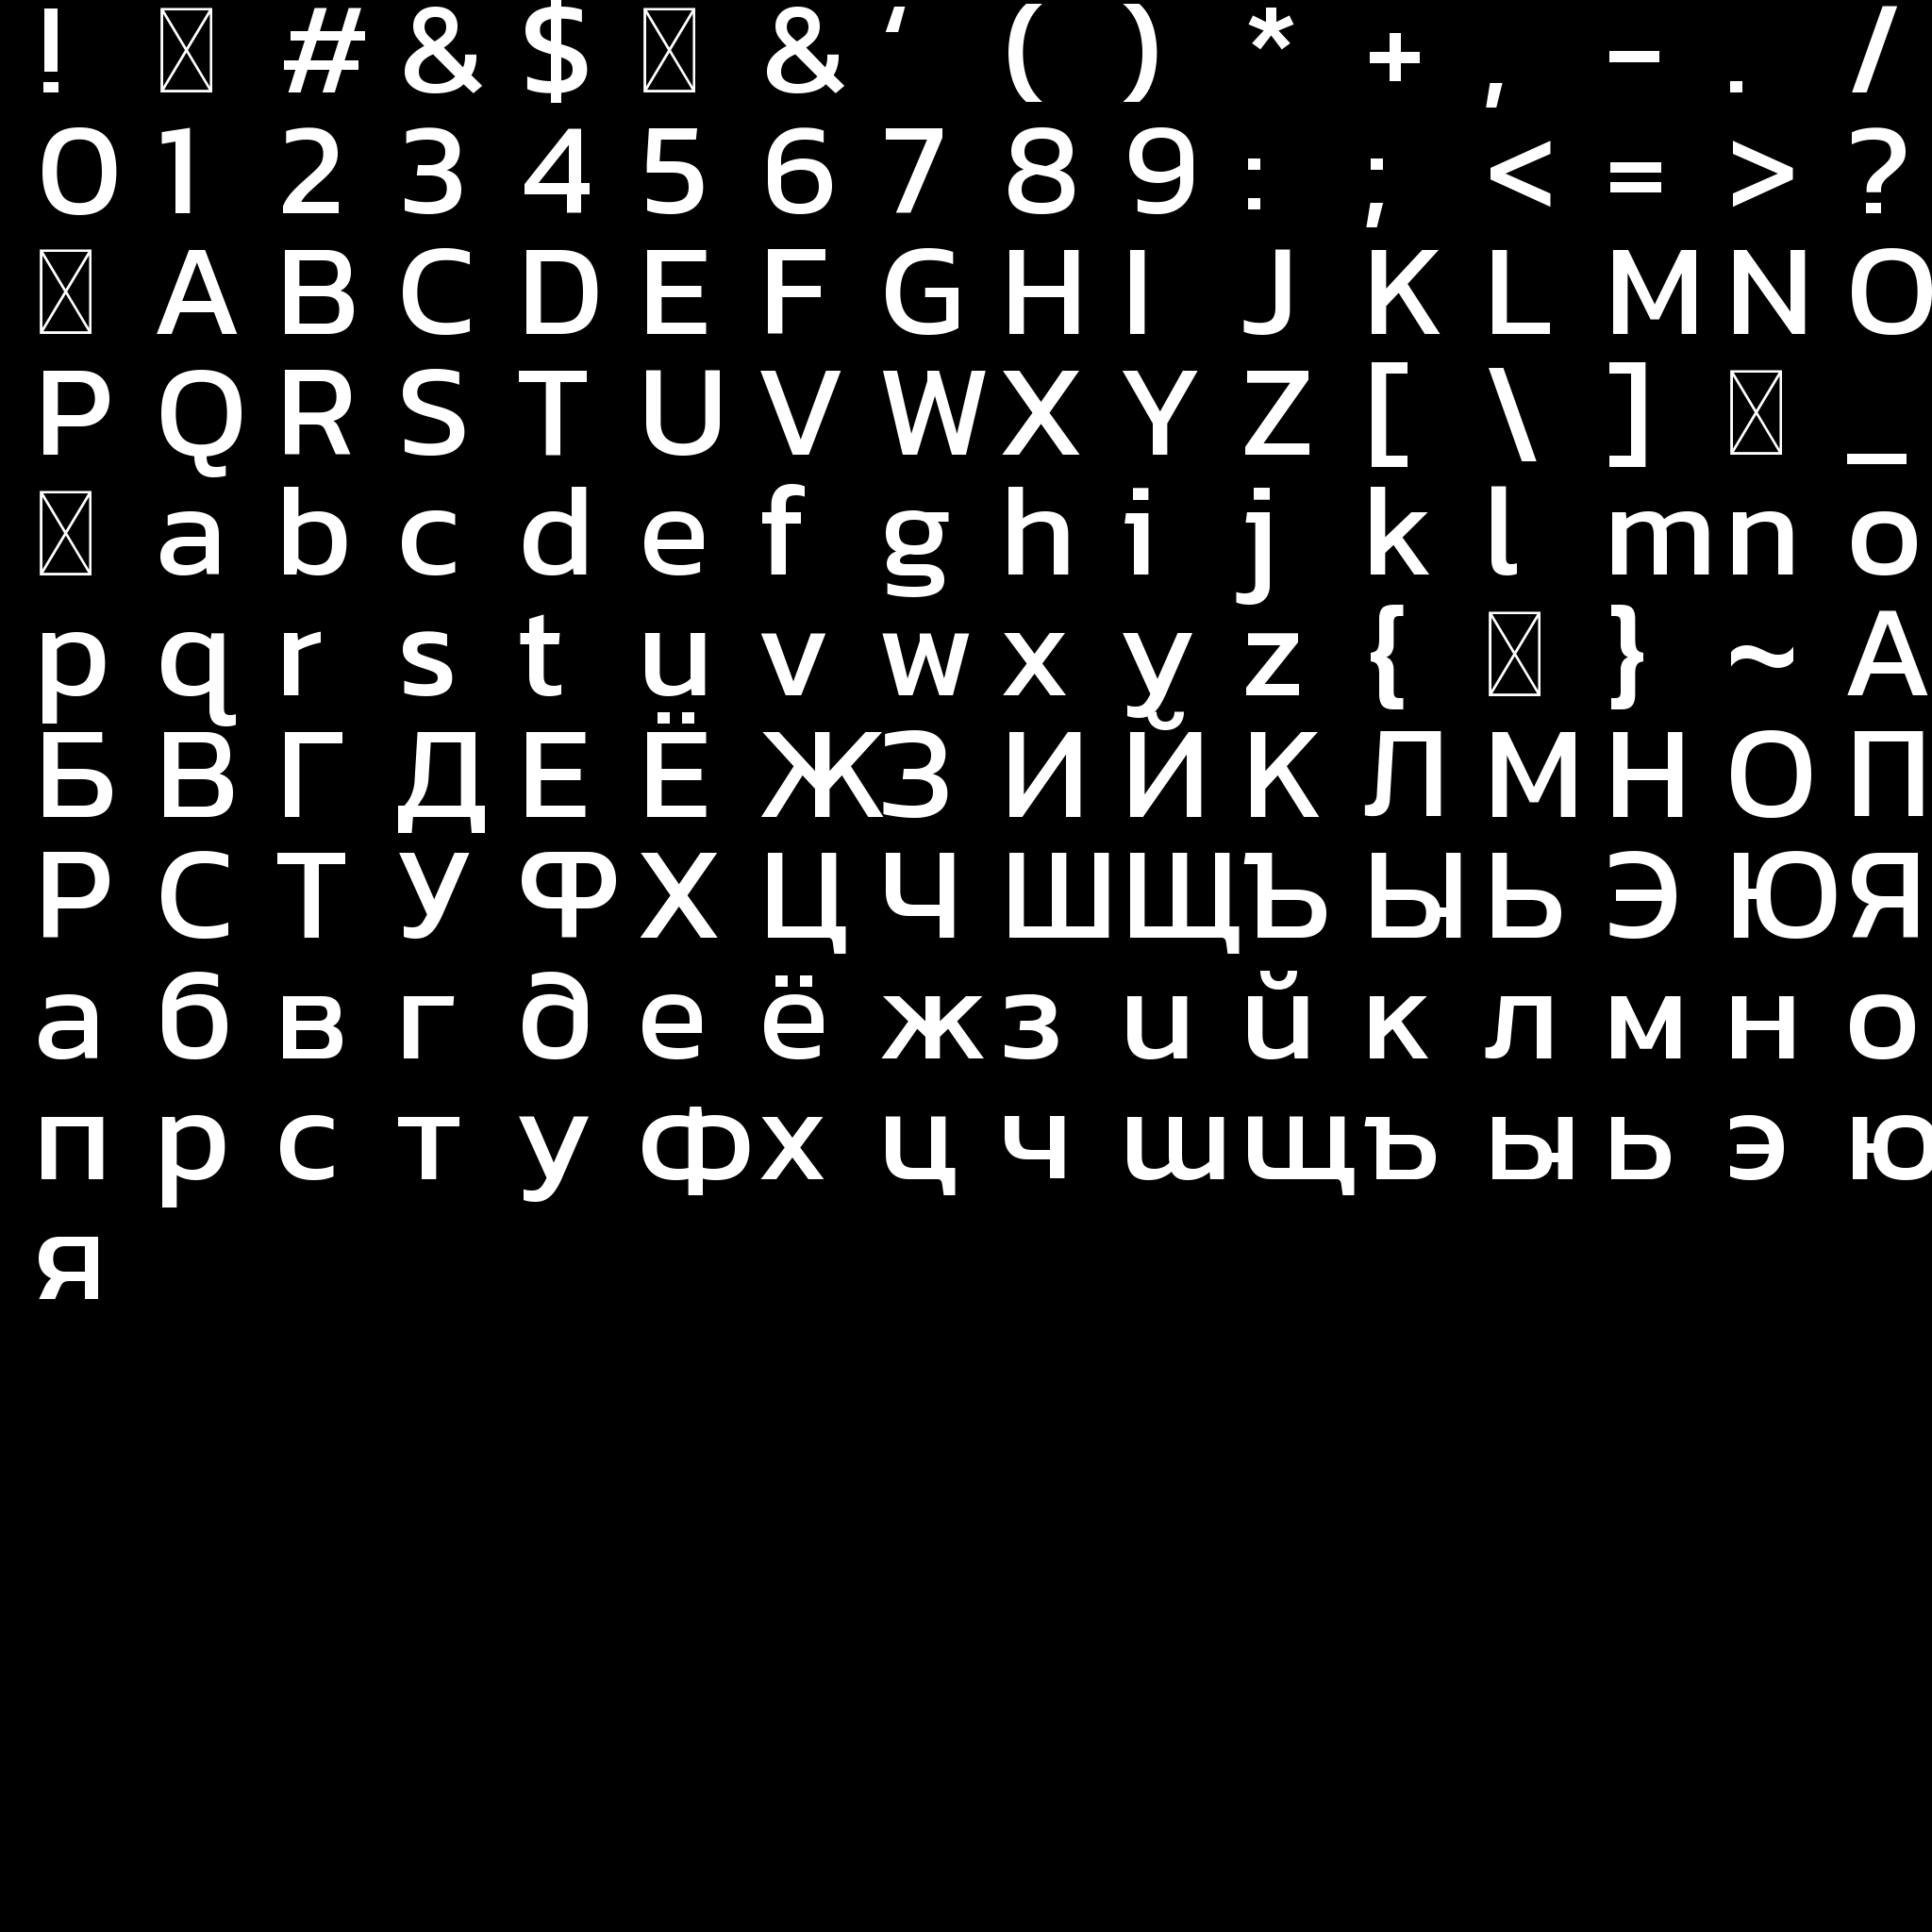 ! # & $ & ‘ ( ) * + , - . /
0 1 2 3 4 5 6 7 8 9 : ; < = > ?
A B C D E F G H I J K L M N O
P Q R S T U V W X Y Z [ \ ] _
a b c d e f g h i j k l m n o
p q r s t u v w x y z { } ~ А
Б В Г Д Е Ё Ж З И Й К Л М Н О П
Р С Т У Ф Х Ц Ч Ш Щ Ъ Ы Ь Э Ю Я
а б в г д е ё ж з и й к л м н о
п р с т у ф х ц ч ш щ ъ ы ь э ю
я